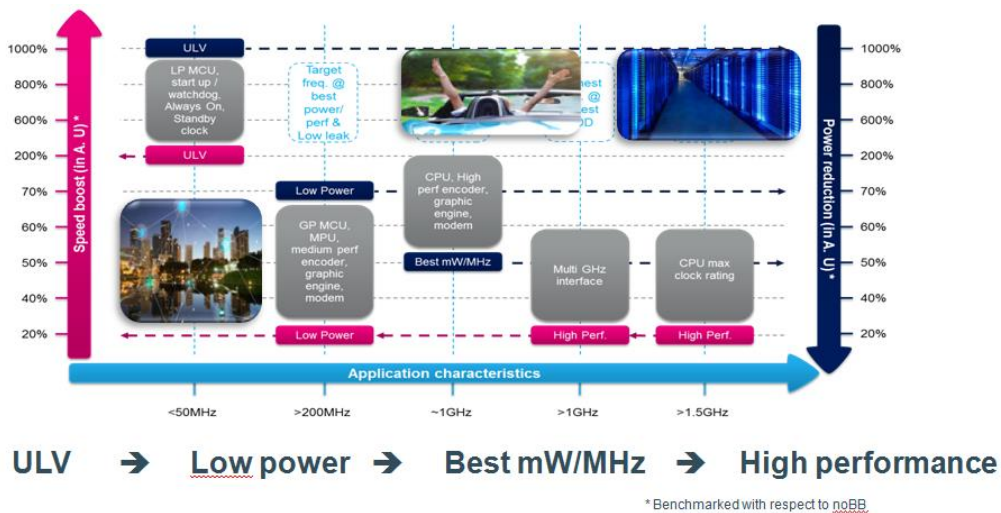 1000%
800%
600%
200%
70%
60%
50%
40%
20%
Speed boost (in A. U) *
ULV
LP MCU,
start up /
watchdog,
Always On,
Standby
clock
ULV
Target
freq. @
best
power/
perf &
Low leak
Low Power
GP MCU,
MPU,
medium perf
encoder,
graphic
engine,
modem
Low Power
CPU, High
perf encoder,
graphic
engine,
modem
Best mW/MHz
@
Multi GHz
interface
High Perf.
CPU max
clock rating
High Perf.
1000%
800%
600%
200%
70%
60%
50%
40%
20%
Power reduction (in A. U) *
Application characteristics
<50MHz
>200MHz
~1GHz
>1GHz
>1.5GHz
ULV ➔ Low power ➔ Best mW/MHz ➔ High performance
* Benchmarked with respect to noBB